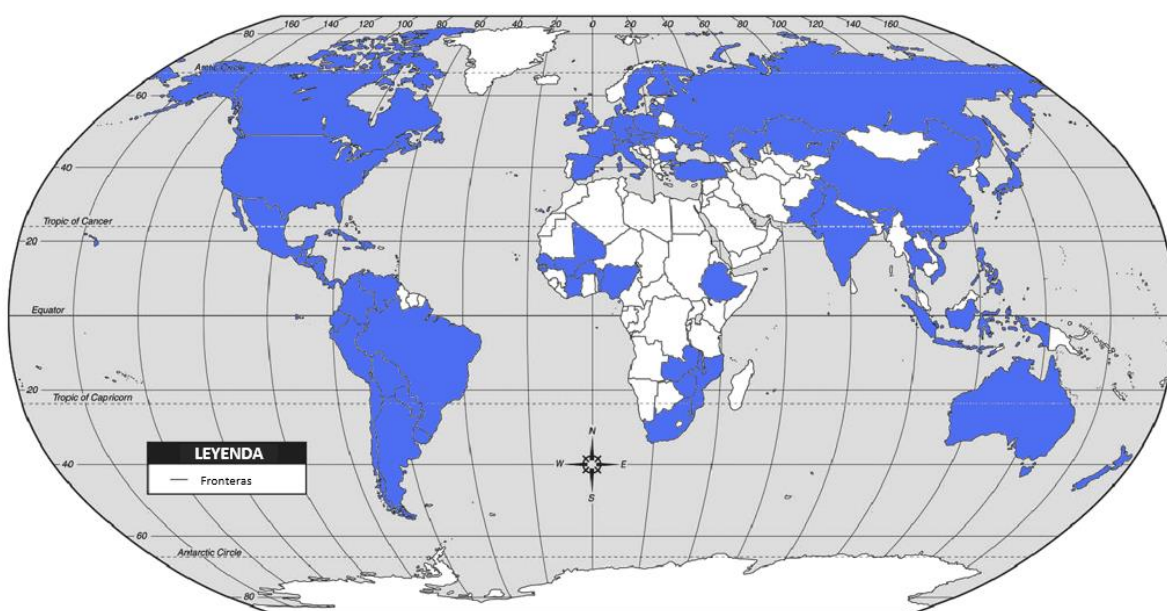 160 140 120 100 80 60 40 20 0 20 40 60 80 100 120 140 160
80
Arctic Circle
60
40
Tropic of Cancer
20
Equator
20
Tropic of Capricorn
LEYENDA
Fronteras
N
W E
S
40
60
Antarctic Circle
80